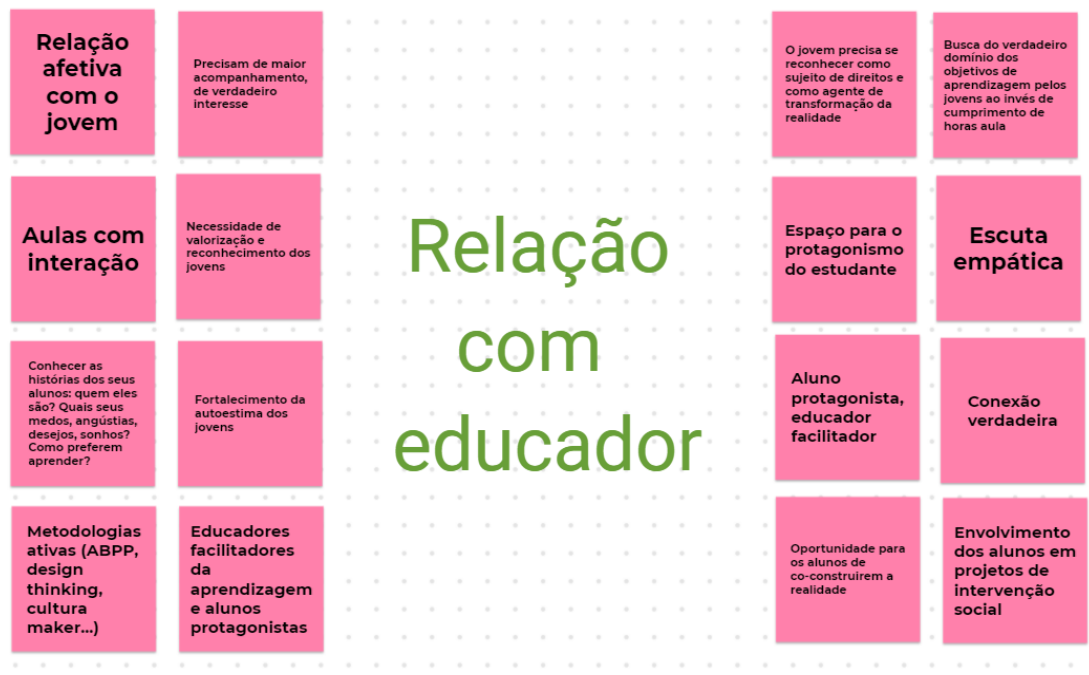 Relação
afetiva
com o
jovem
Precisam de maior
acompanhamento,
de verdadeiro
interesse
Aulas com
interação
Necessidade de
valorização e
reconhecimento dos
jovens
Conhecer as
histórias dos seus
alunos: quem eles
são? Quais seus
medos, angústias,
desejos, sonhos?
Como preferem
aprender?
Fortalecimento da
autoestima dos
jovens
Metodologias
ativas (ABPP,
design
thinking,
cultura
maker...)
Educadores
facilitadores
da
aprendizagem
e alunos
protagonistas
Relação
com
educador
O jovem precisa se
reconhecer como
sujeito de direitos e
como agente de
transformação da
realidade
Busca do verdadeiro
domínio dos
objetivos de
aprendizagem pelos
jovens ao invés de
cumprimento de
horas aula
Espaço para o
protagonismo
do estudante
Escuta
empática
Aluno
protagonista,
educador
facilitador
Conexão
verdadeira
Oportunidade para
os alunos de
co-construirem a
realidade
Envolvimento
dos alunos em
projetos de
intervenção
social